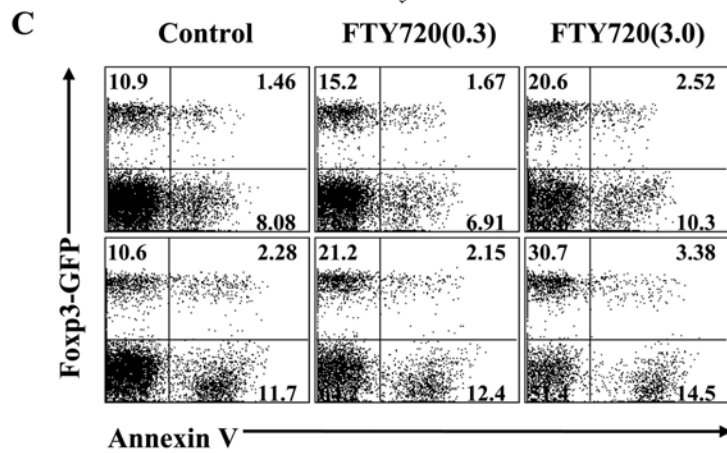 C
Control FTY720(0.3) FTY720(3.0)
10.9 1.46 15.2 1.67 20.6 2.52
8.08 6.91 10.3
10.6 2.28 21.2 2.15 30.7 3.38
11.7 12.4 14.5
Foxp3-GFP
Annexin V